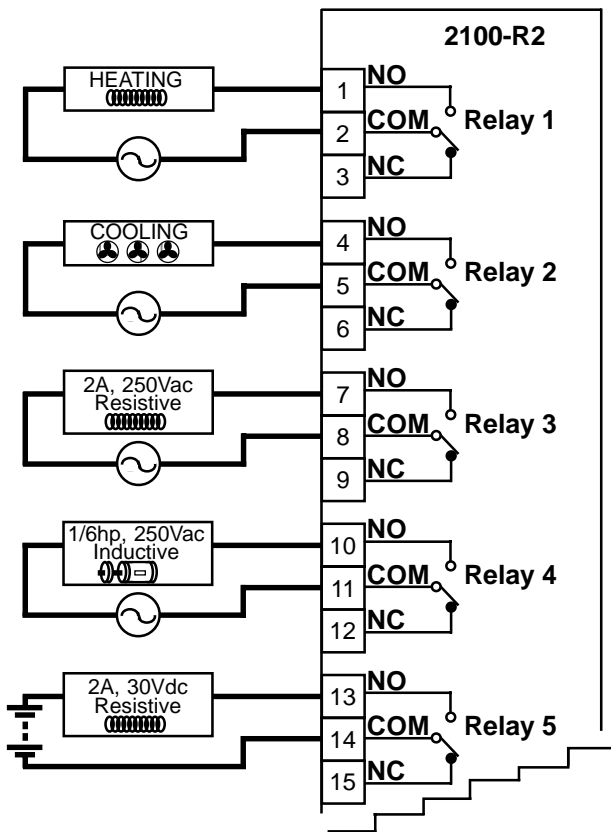 2100-R2
HEATING
1 NO
2 COM Relay 1
3 NC
COOLING
4 NO
5 COM Relay 2
6 NC
2A, 250Vac
Resistive
7 NO
8 COM Relay 3
9 NC
1/6hp, 250Vac
Inductive
10 NO
11 COM Relay 4
12 NC
2A, 30Vdc
Resistive
13 NO
14 COM Relay 5
15 NC